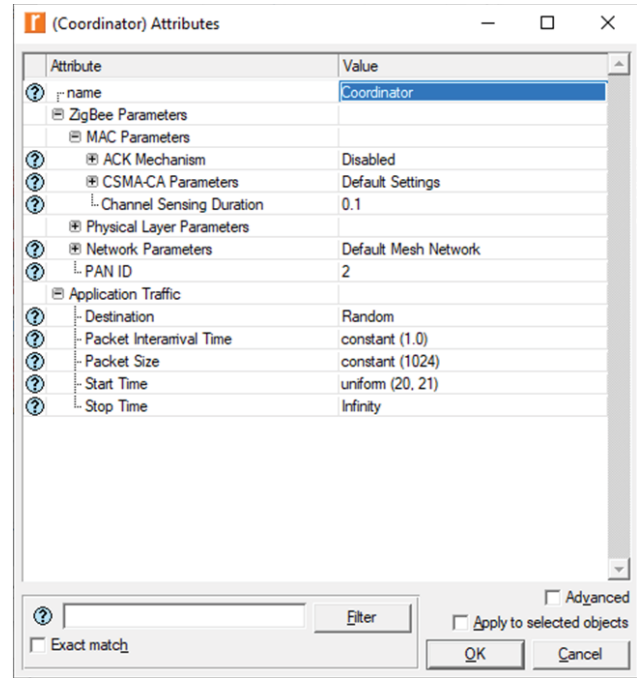 (Coordinator) Attributes
Attribute Value
name Coordinator
ZigBee Parameters
MAC Parameters
ACK Mechanism Disabled
CSMA-CA Parameters Default Settings
Channel Sensing Duration 0.1
Physical Layer Parameters
Network Parameters Default Mesh Network
PAN ID 2
Application Traffic
Destination Random
Packet Interarrival Time constant (1.0)
Packet Size constant (1024)
Start Time uniform (20, 21)
Stop Time Infinity
Advanced
Filter Apply to selected objects
Exact match
OK Cancel